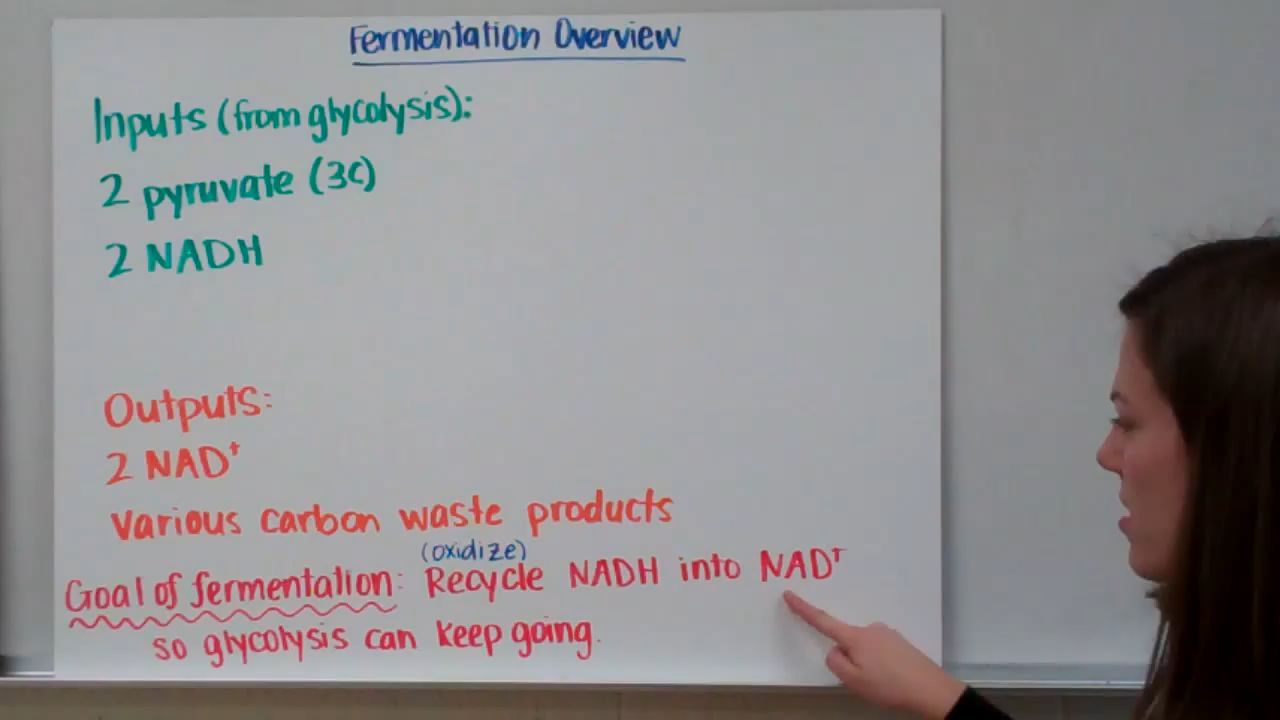 Fermentation Overview
Inputs (from glycolysis):
2 pyruvate (3C)
2 NADH
Outputs:
2 NAD⁺
Various carbon waste products
(oxidize)
Goal of fermentation: Recycle NADH into NAD⁺
so glycolysis can keep going.